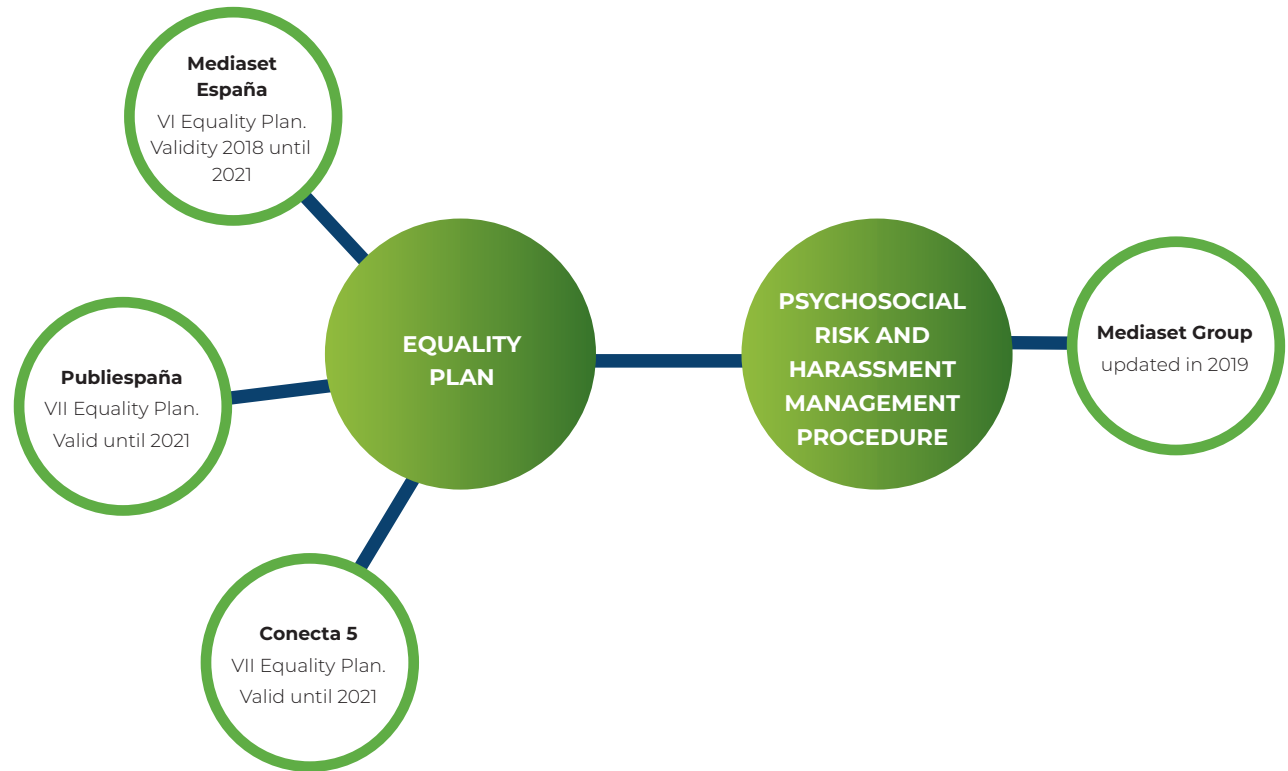 Mediaset
España
VI Equality Plan.
Validity 2018 until
2021
Publiespaña
VII Equality Plan.
Valid until 2021
Conecta 5
VII Equality Plan.
Valid until 2021
EQUALITY
PLAN
PSYCHOSOCIAL
RISK AND
HARASSMENT
MANAGEMENT
PROCEDURE
Mediaset Group
updated in 2019